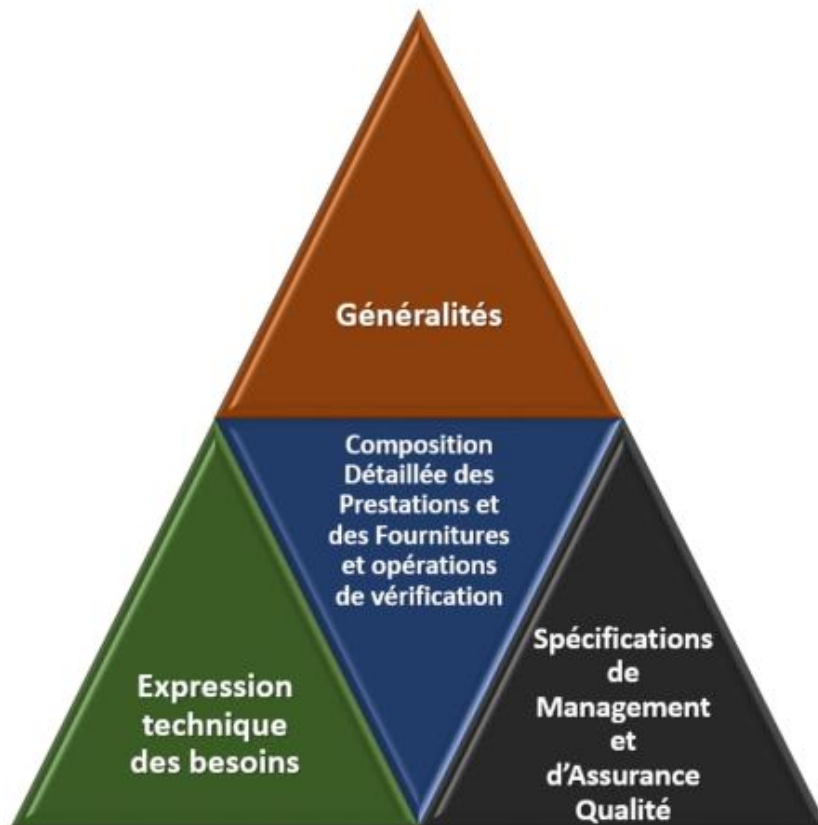 Généralités
Composition
Détaillée des
Prestations et
des Fournitures
et opérations
de vérification
Expression
technique
des besoins
Spécifications
de
Management
et
d'Assurance
Qualité